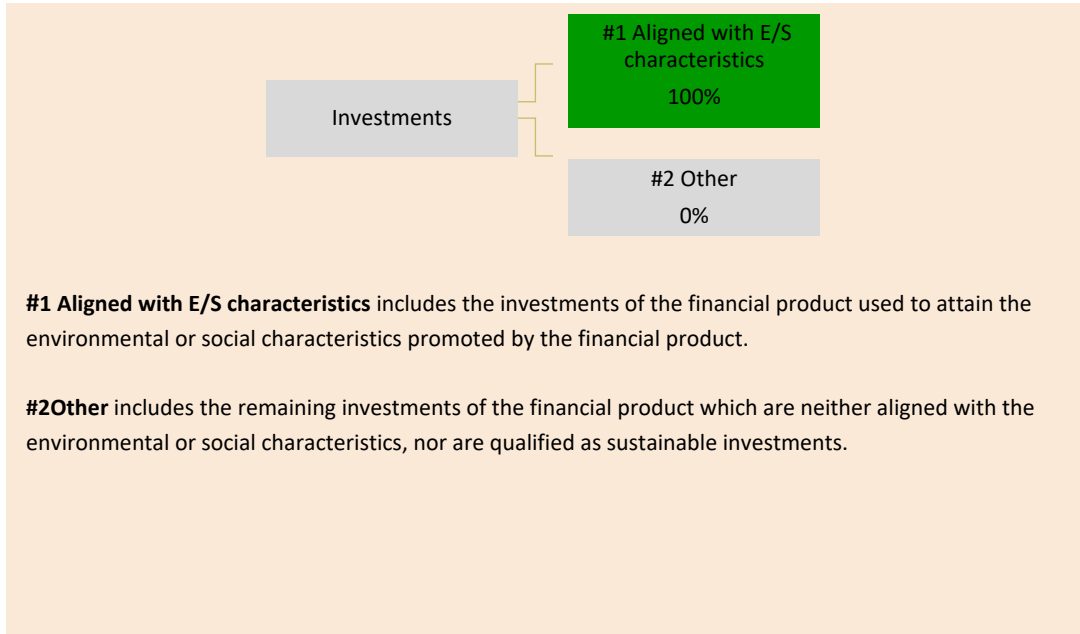 #1 Aligned with E/S
characteristics
100%
Investments
#2 Other
0%
#1 Aligned with E/S characteristics includes the investments of the financial product used to attain the
environmental or social characteristics promoted by the financial product.
#2Other includes the remaining investments of the financial product which are neither aligned with the
environmental or social characteristics, nor are qualified as sustainable investments.